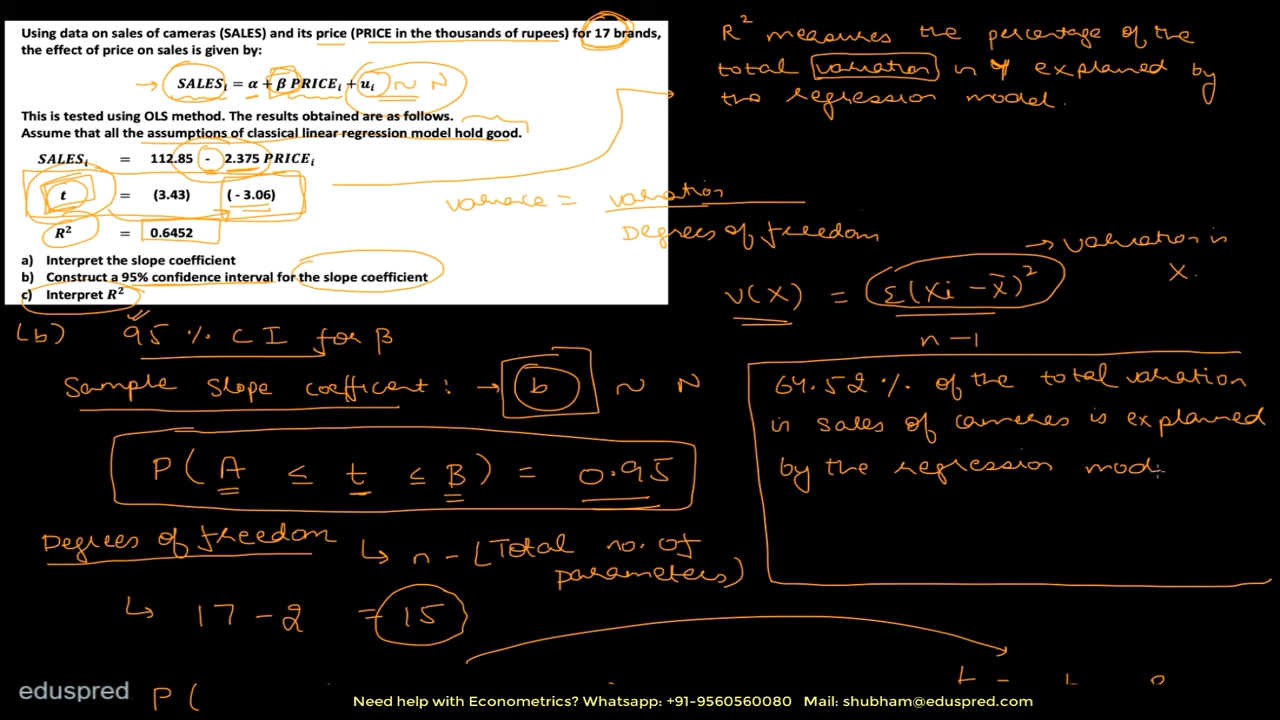 Using data on sales of cameras (SALES) and its price (PRICE in the thousands of rupees) for 17 brands,
the effect of price on sales is given by:
SALESᵢ = α + β PRICEᵢ + uᵢ ~ N
This is tested using OLS method. The results obtained are as follows.
Assume that all the assumptions of classical linear regression model hold good.
SALESᵢ = 112.85 - 2.375 PRICEᵢ
t = (3.43) (- 3.06)
R² = 0.6452
a) Interpret the slope coefficient
b) Construct a 95% confidence interval for the slope coefficient
c) Interpret R²
R² measures the percentage of the
total variation in Y explained by
the regression model.
variace = variation
Degrees of freedom
→ variation in
X.
V(X) = Σ(Xi - X̄)²
n - 1
(b) 95 % CI for β
Sample Slope coefficent : → b ~ N
P( A ≤ t ≤ B ) = 0.95
Degrees of freedom ↳ n - (Total no. of
parameters)
↳ 17 - 2 = 15
64.52 % of the total variation
in sales of cameras is explained
by the regression mod
P(
eduspred
Need help with Econometrics? Whatsapp: +91-9560560080 Mail: shubham@eduspred.com